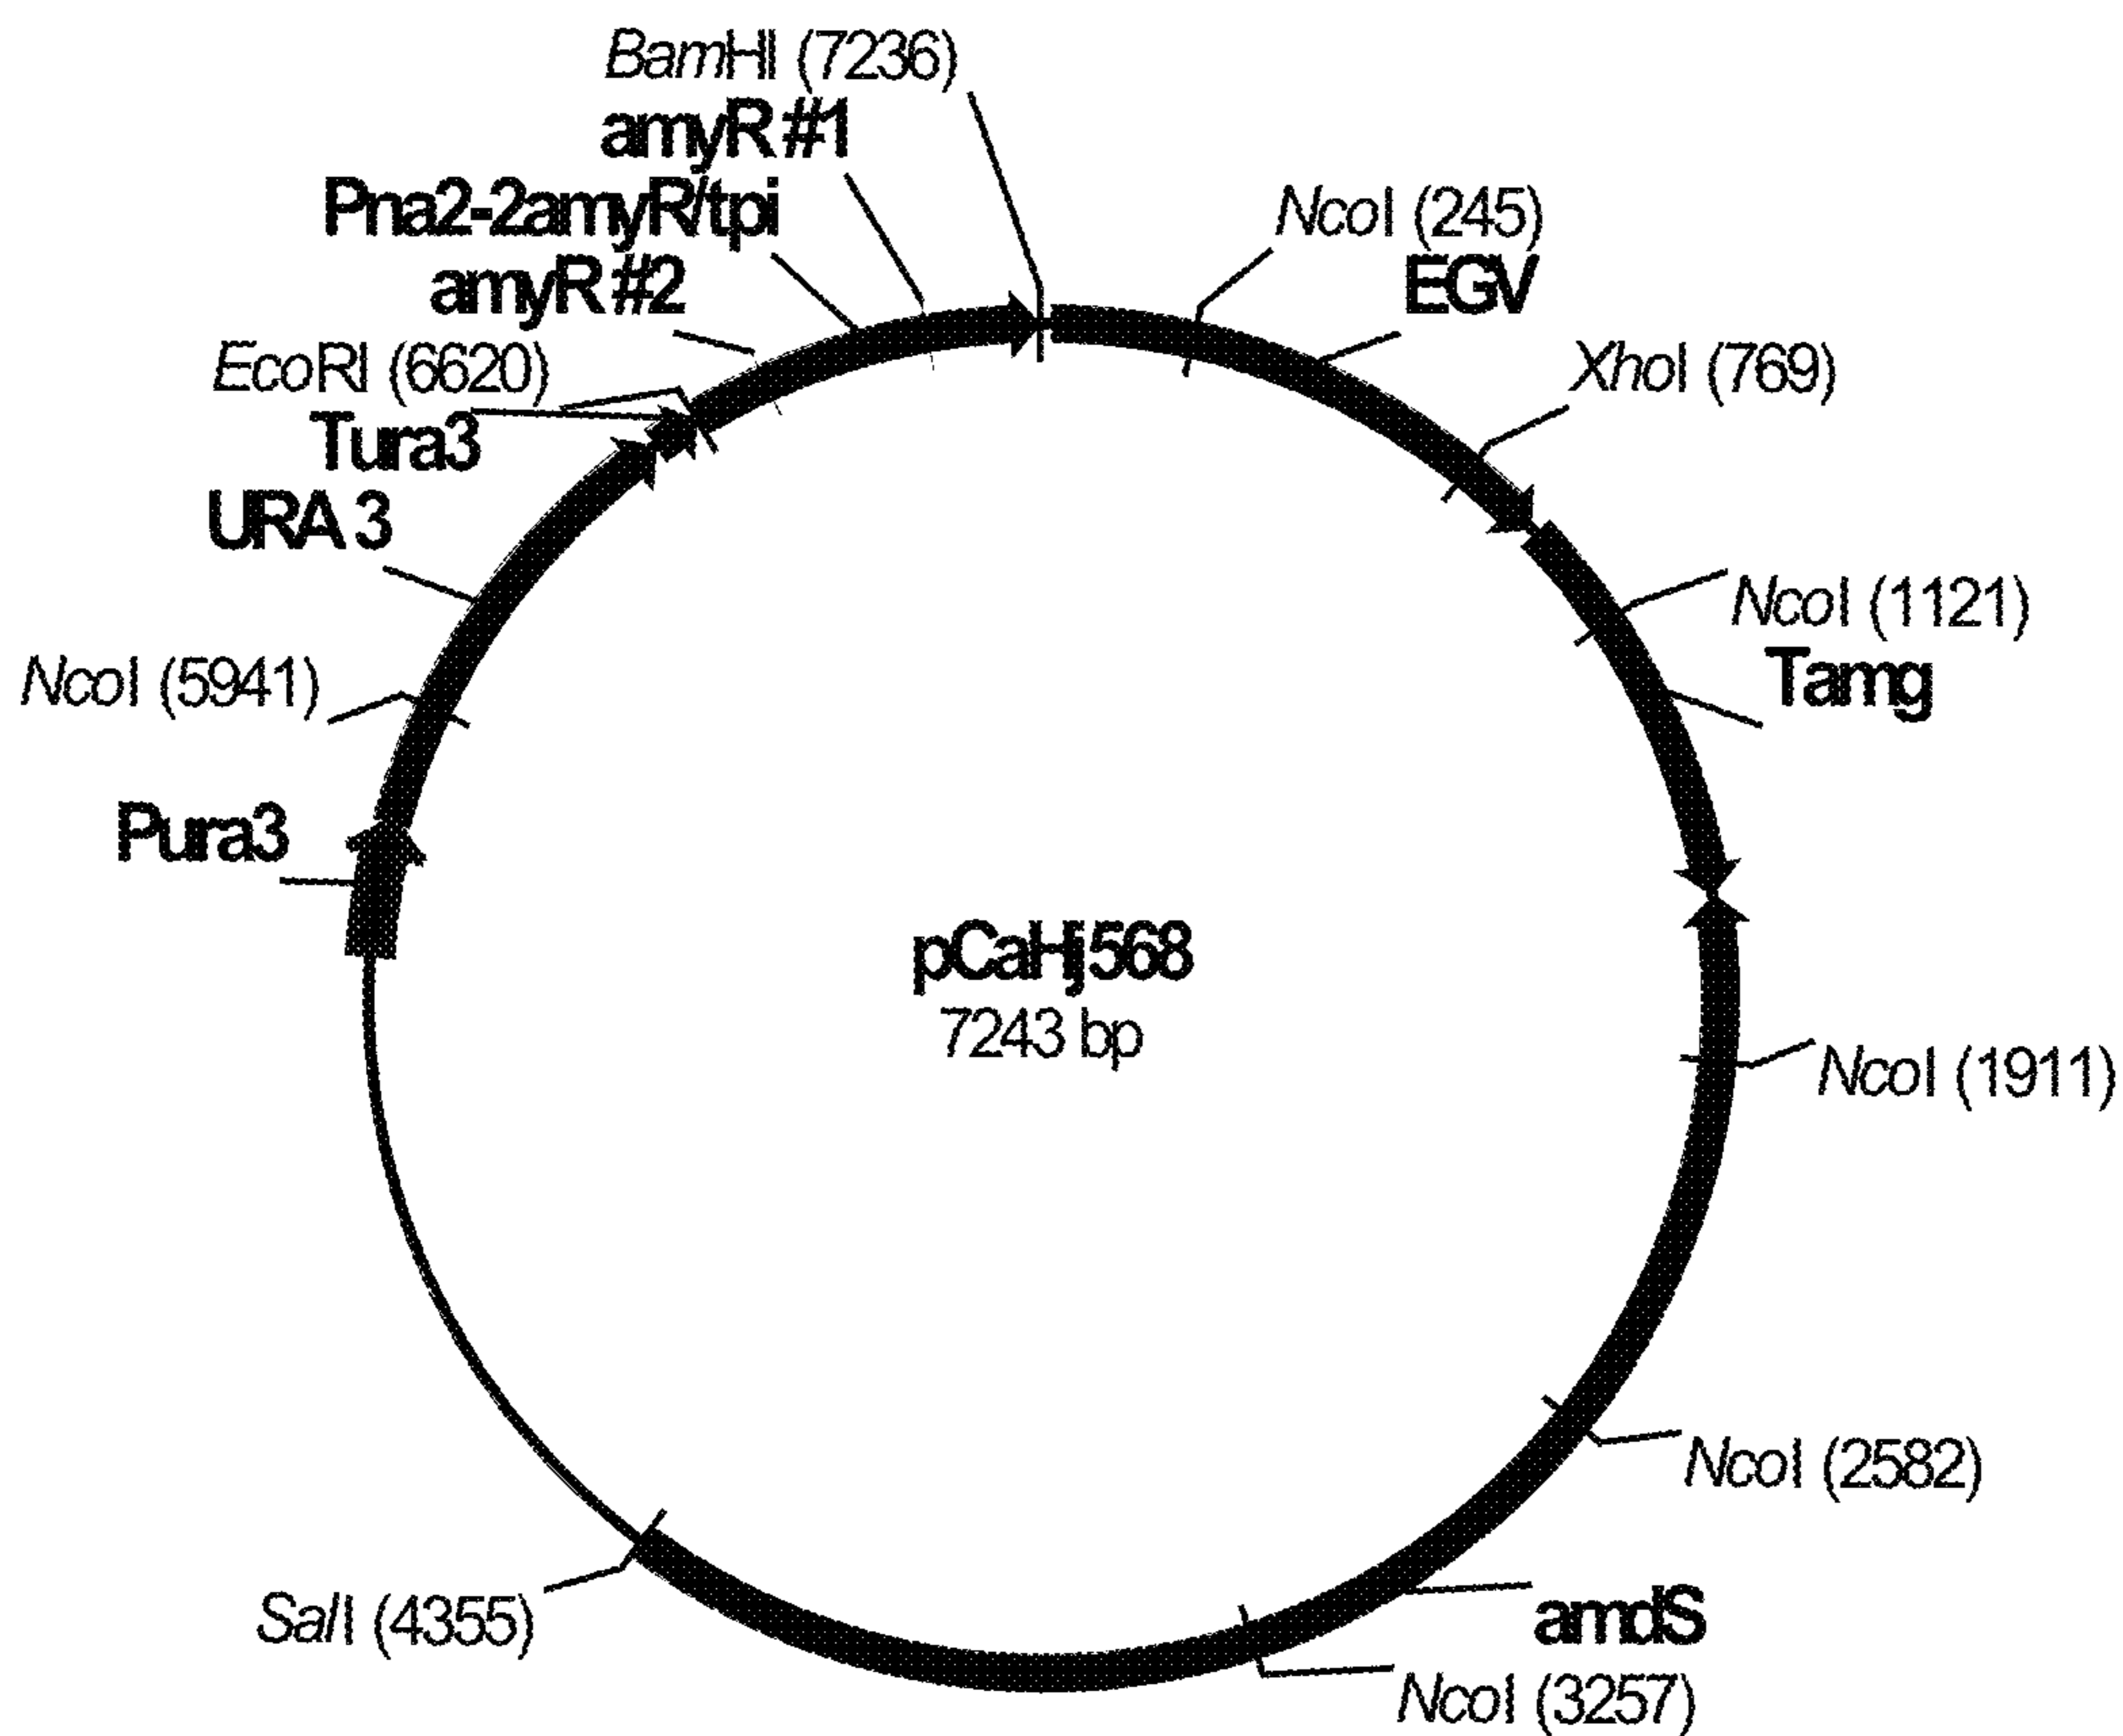 BamHI (7236)
amyR #1
Pna2-2amyR/tpi
amyR #2
EcoRI (6620)
Tura3
URA 3
NcoI (5941)
Pura3
NcoI (245)
EGV
XhoI (769)
NcoI (1121)
Tamg
pCaHj568
7243 bp
NcoI (1911)
NcoI (2582)
amdS
NcoI (3257)
SalI (4355)